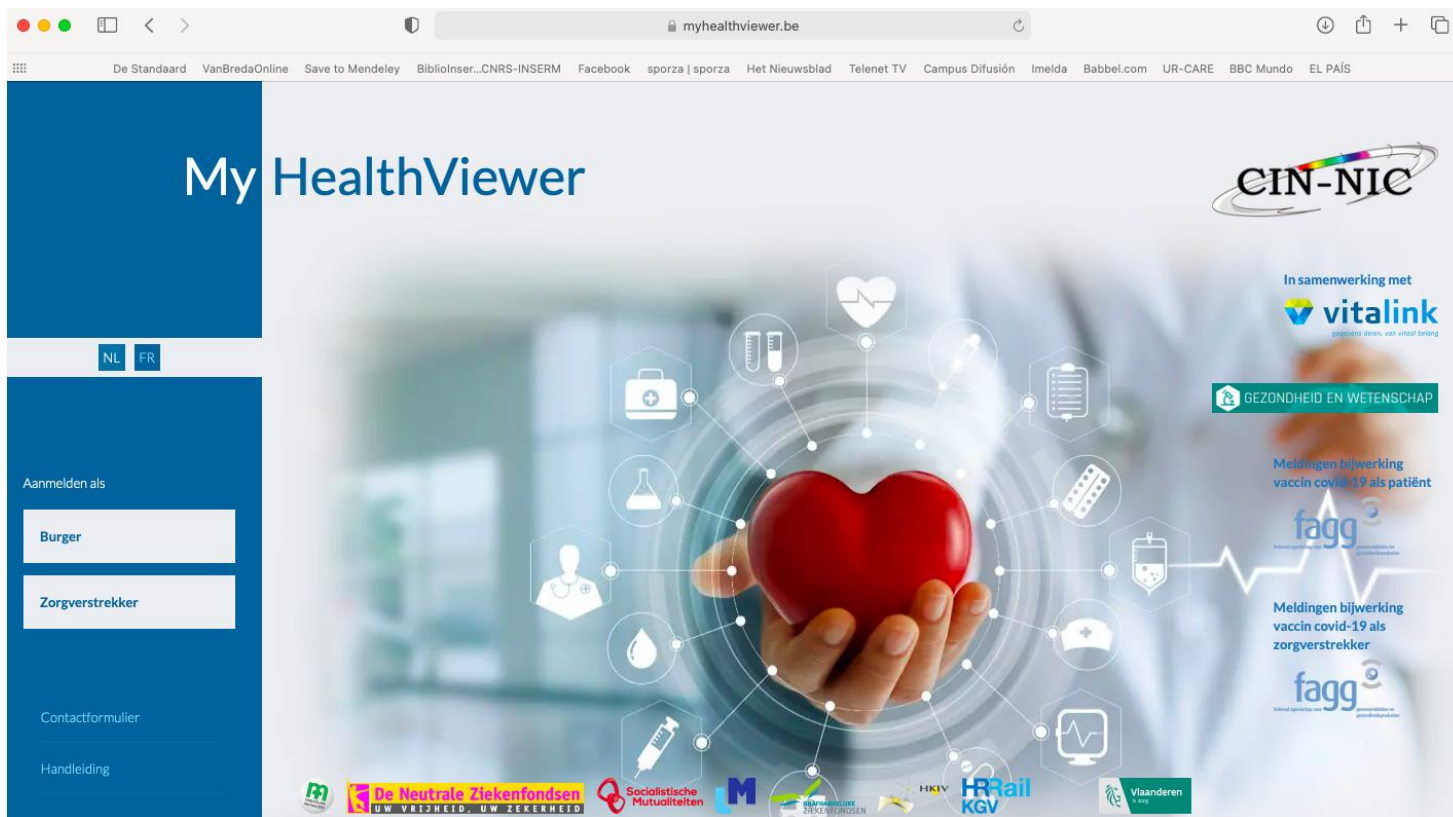 myhealthviewer.be
De Standaard VanBredaOnline Save to Mendeley BiblioInser...CNRS-INSERM Facebook sporza | sporza Het Nieuwsblad Telenet TV Campus Difusión Imelda Babbel.com UR-CARE BBC Mundo EL PAÍS
My HealthViewer
CIN-NIC
In samenwerking met
vitalink
gegevens delen, van vitaal belang
NL FR
GEZONDHEID EN WETENSCHAP
Meldingen bijwerking
vaccin covid-19 als patiënt
fagg
Aanmelden als
Burger
Zorgverstrekker
Meldingen bijwerking
vaccin covid-19 als
zorgverstrekker
fagg
Contactformulier
Handleiding
De Neutrale Ziekenfondsen
UW VRIJHEID, UW ZEKERHEID
Socialistische
Mutualiteiten
LM
ONAFHANKELIJKE
ZIEKENFONDSEN
HKIV
HRRail
KGV
Vlaanderen
is zorg